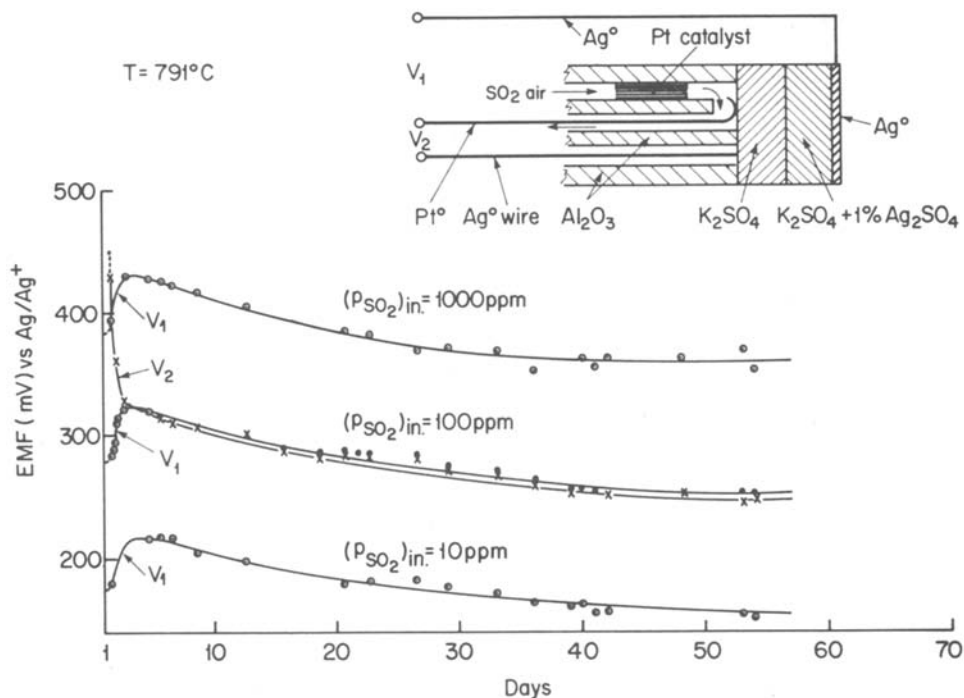 T = 791°C
Ag°
Pt catalyst
V₁
SO₂ air
V₂
Ag°
Pt°
Ag° wire
Al₂O₃
K₂SO₄
K₂SO₄ + 1% Ag₂SO₄
EMF (mV) vs Ag/Ag⁺
500
400
300
200
V₁
V₂
V₁
V₁
(pSO₂)in. = 1000ppm
(pSO₂)in. = 100ppm
(pSO₂)in. = 10ppm
1
10
20
30
40
50
60
70
Days